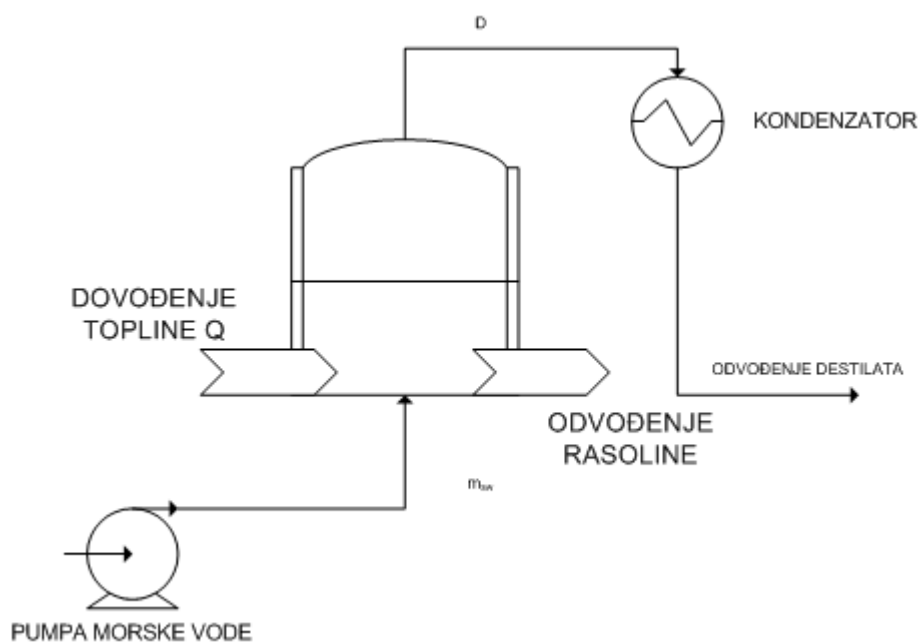 D
KONDENZATOR
DOVOĐENJE
TOPLINE Q
ODVOĐENJE DESTILATA
ODVOĐENJE
RASOLINE
m_sw
PUMPA MORSKE VODE